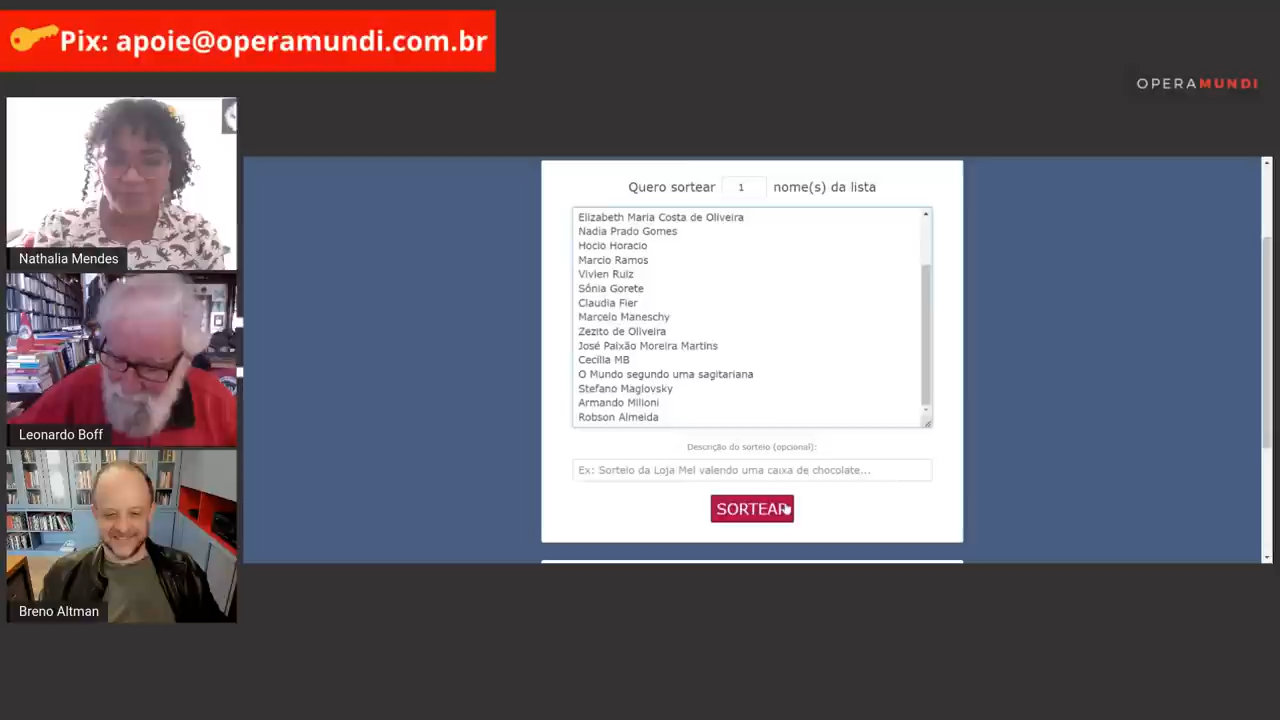 Pix: apoie@operamundi.com.br
OPERAMUNDI
Nathalia Mendes
Leonardo Boff
Breno Altman
Quero sortear 1 nome(s) da lista
Elizabeth Maria Costa de Oliveira
Nadia Prado Gomes
Hocio Horacio
Marcio Ramos
Vivien Ruiz
Sônia Gorete
Claudia Fier
Marcelo Maneschy
Zezito de Oliveira
José Paixão Moreira Martins
Cecília MB
O Mundo segundo uma sagitariana
Stefano Maglovsky
Armando Milioni
Robson Almeida
Descrição do sorteio (opcional):
Ex: Sorteio da Loja Mel valendo uma caixa de chocolate...
SORTEAR